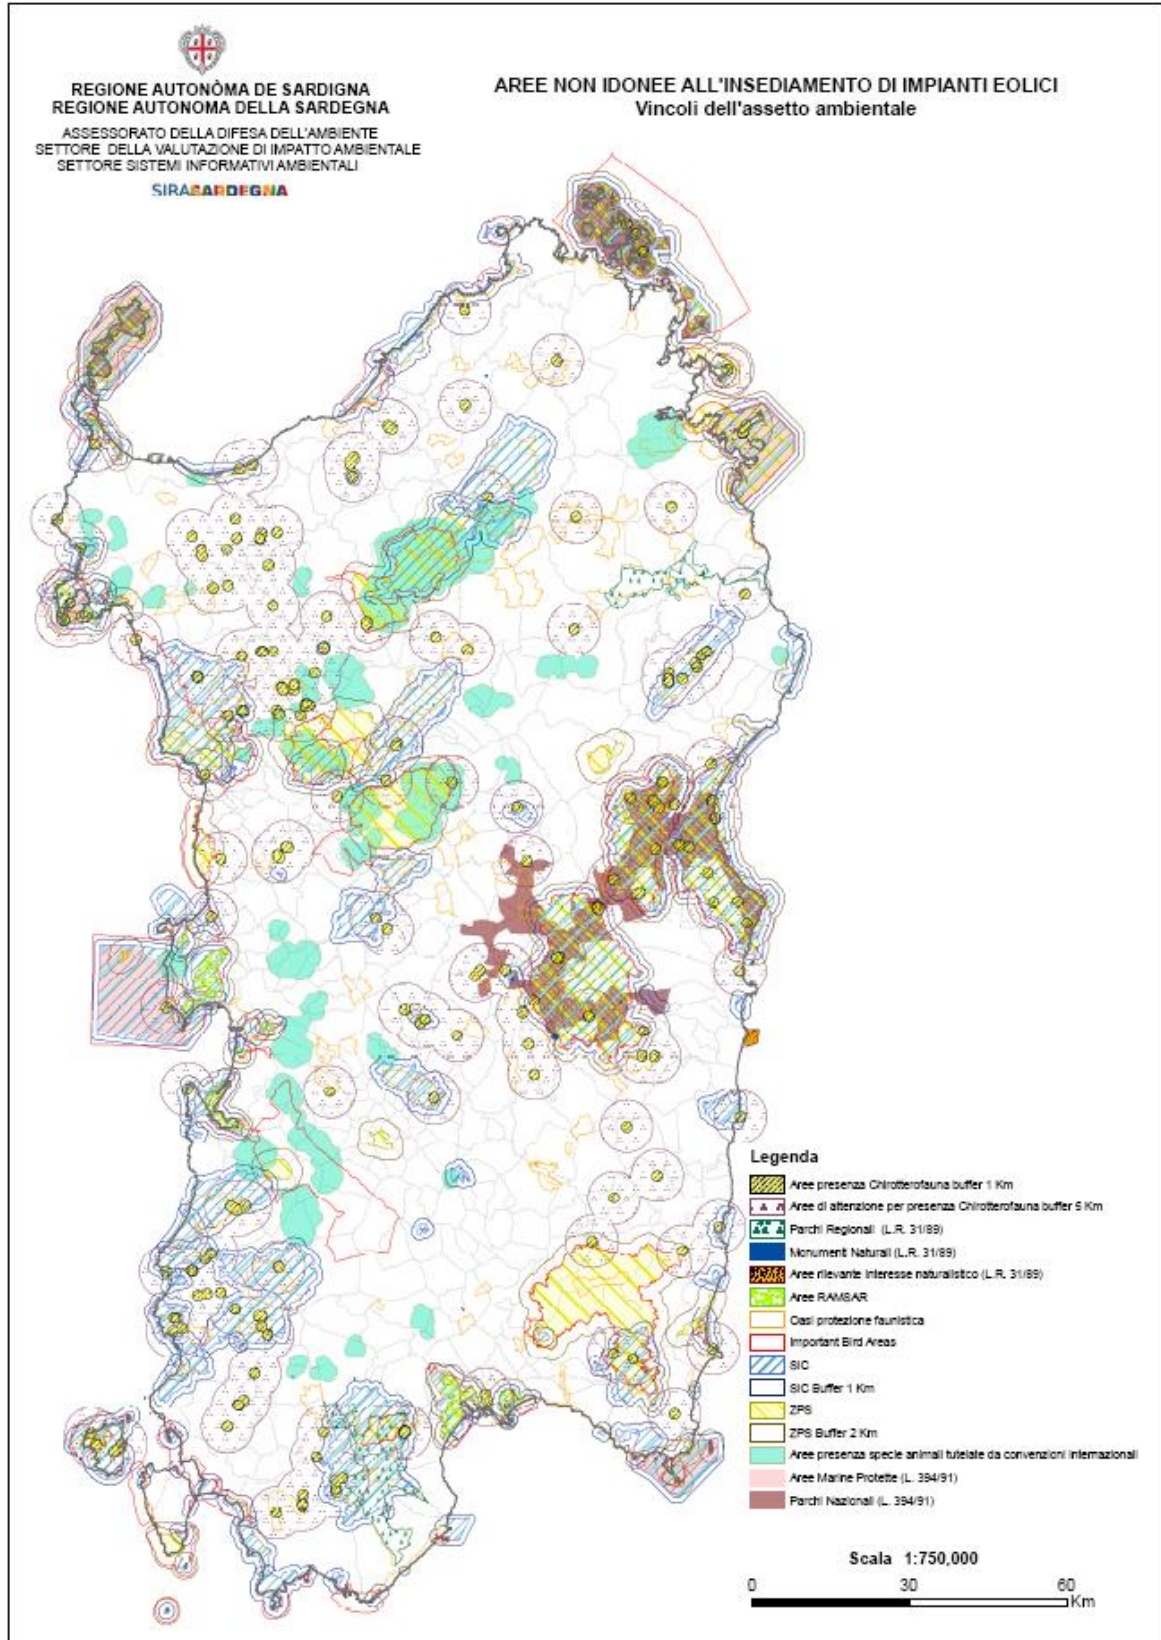 REGIONE AUTONÒMA DE SARDIGNA
REGIONE AUTONOMA DELLA SARDEGNA
ASSESSORATO DELLA DIFESA DELL'AMBIENTE
SETTORE DELLA VALUTAZIONE DI IMPATTO AMBIENTALE
SETTORE SISTEMI INFORMATIVI AMBIENTALI
SIRASARDEGNA
AREE NON IDONEE ALL'INSEDIAMENTO DI IMPIANTI EOLICI
Vincoli dell'assetto ambientale
Legenda
Aree presenza Chirotterofauna buffer 1 Km
Aree di attenzione per presenza Chirotterofauna buffer 5 Km
Parchi Regionali (L.R. 31/89)
Monumenti Naturali (L.R. 31/89)
Aree rilevante interesse naturalistico (L.R. 31/89)
Aree RAMSAR
Oasi protezione faunistica
Important Bird Areas
SIC
SIC Buffer 1 Km
ZPS
ZPS Buffer 2 Km
Aree presenza specie animali tutelate da convenzioni internazionali
Aree Marine Protette (L. 394/91)
Parchi Nazionali (L. 394/91)
Scala 1:750,000
0 30 60
Km